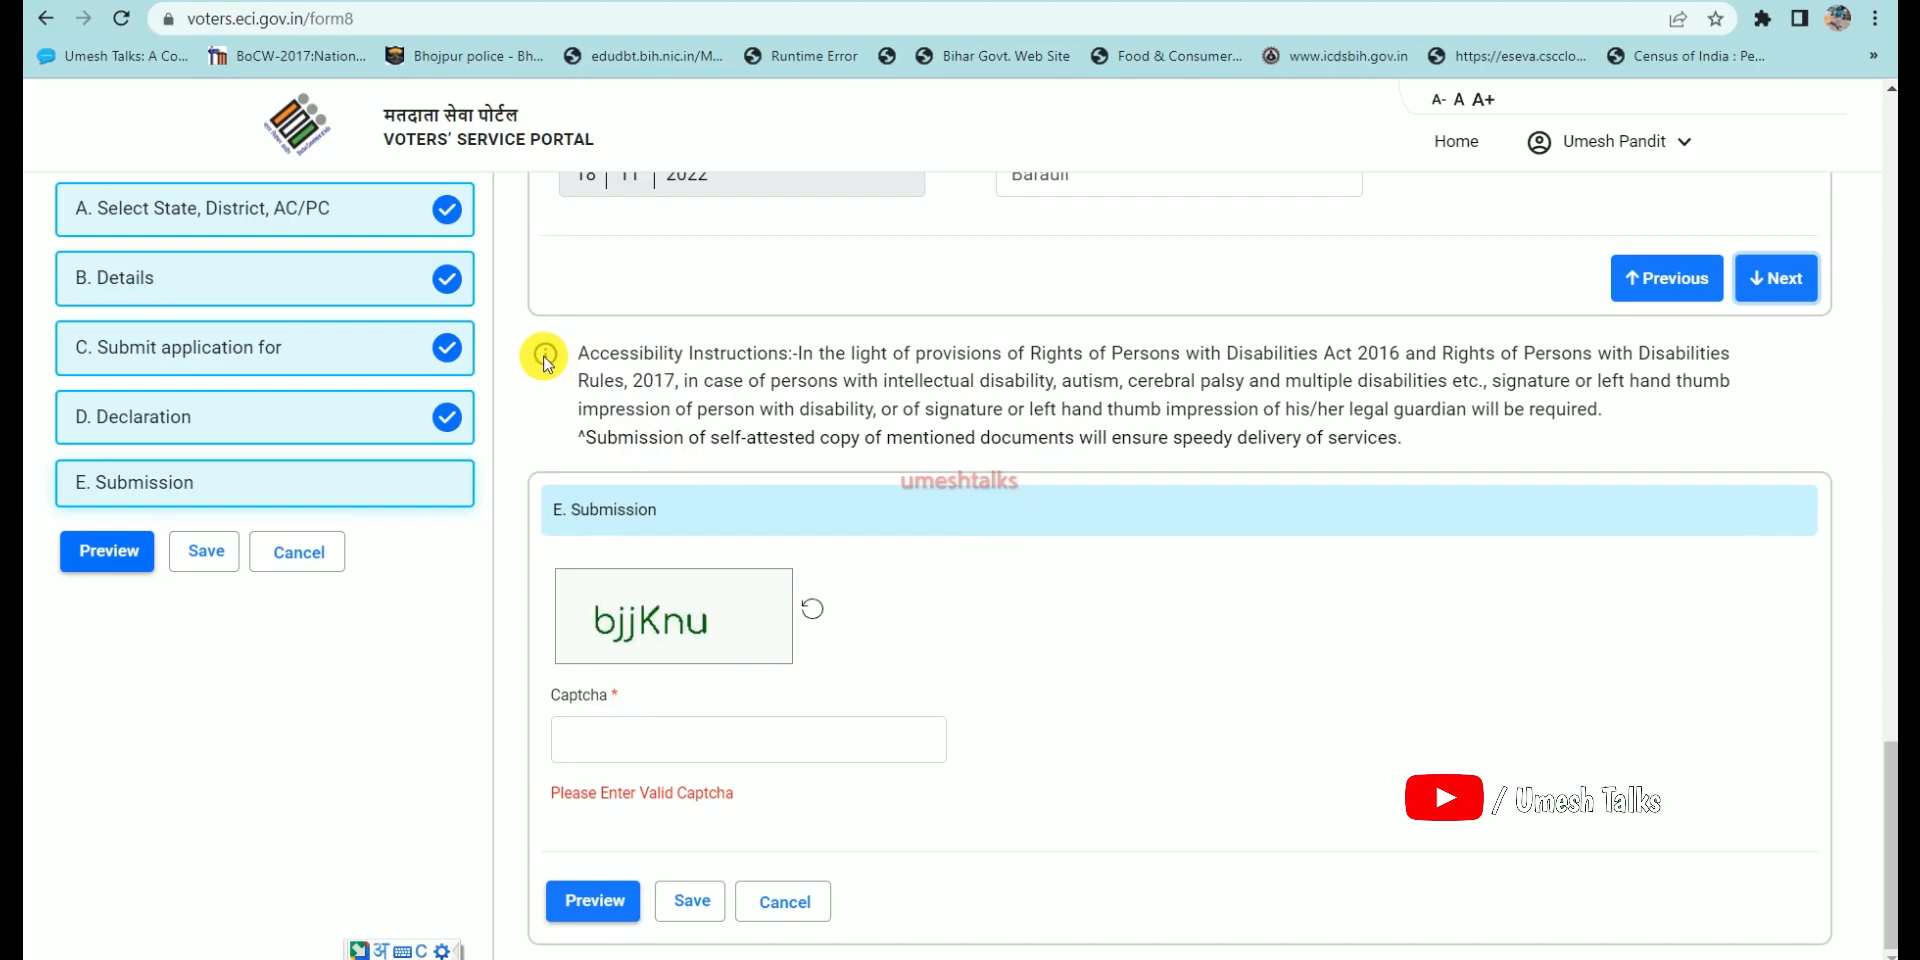 voters.eci.gov.in/form8
Umesh Talks: A Co... BoCW-2017:Nation... Bhojpur police - Bh... edudbt.bih.nic.in/M... Runtime Error Bihar Govt. Web Site Food & Consumer... www.icdsbih.gov.in https://eseva.cscclo... Census of India : Pe... »
A- A A+
मतदाता सेवा पोर्टल
VOTERS' SERVICE PORTAL
Home Umesh Pandit
18 11 2022 Barauli
A. Select State, District, AC/PC
B. Details
C. Submit application for
D. Declaration
E. Submission
Preview Save Cancel
Previous Next
Accessibility Instructions:-In the light of provisions of Rights of Persons with Disabilities Act 2016 and Rights of Persons with Disabilities
Rules, 2017, in case of persons with intellectual disability, autism, cerebral palsy and multiple disabilities etc., signature or left hand thumb
impression of person with disability, or of signature or left hand thumb impression of his/her legal guardian will be required.
^Submission of self-attested copy of mentioned documents will ensure speedy delivery of services.
umeshtalks
E. Submission
bjjKnu
Captcha *
Please Enter Valid Captcha
/ Umesh Talks
Preview Save Cancel
अ C